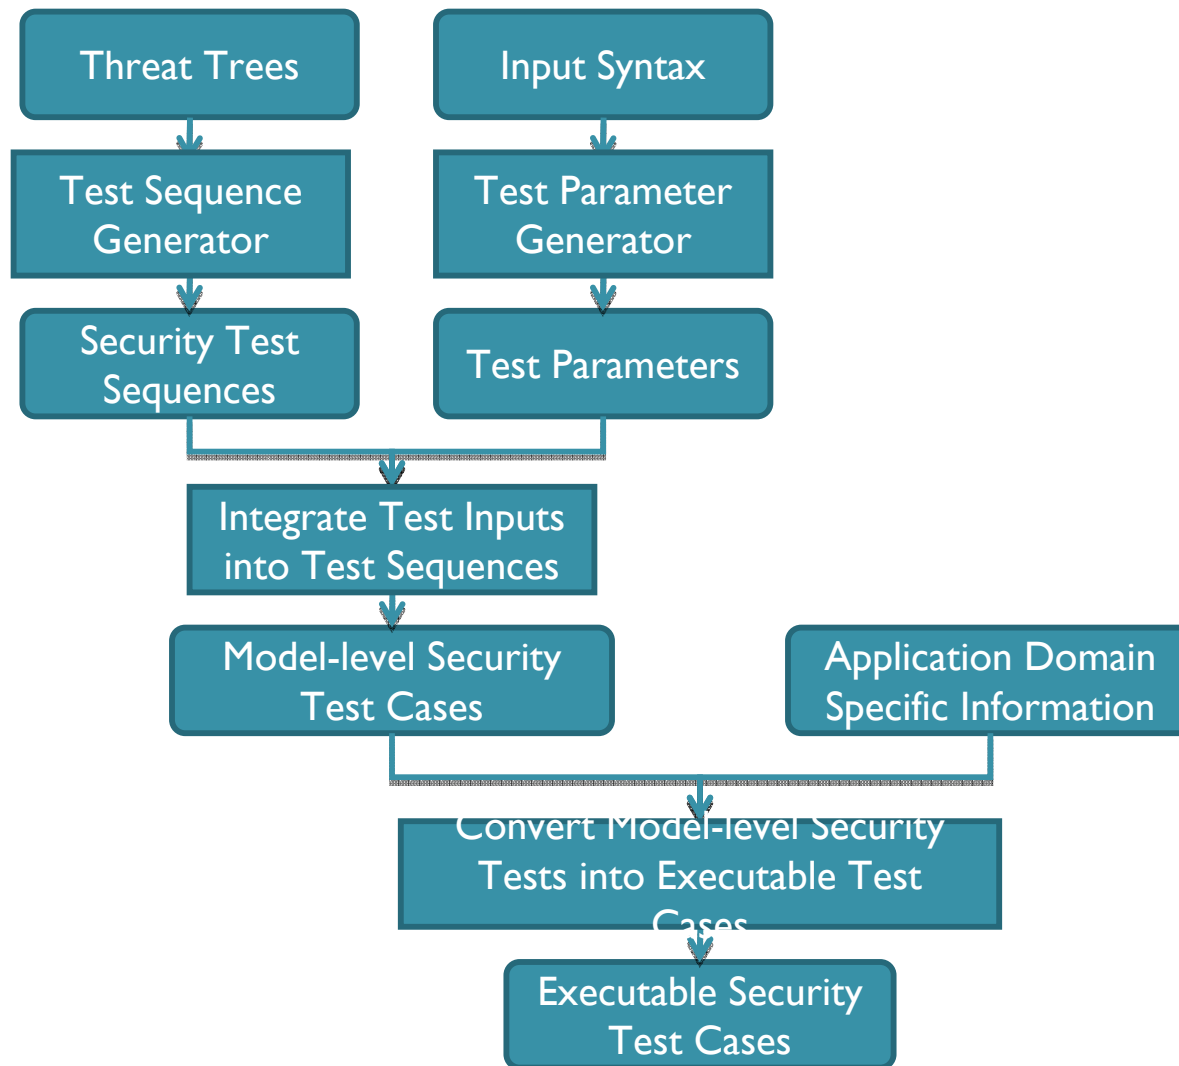 Threat Trees
Input Syntax
Test Sequence
Generator
Test Parameter
Generator
Security Test
Sequences
Test Parameters
Integrate Test Inputs
into Test Sequences
Model-level Security
Test Cases
Application Domain
Specific Information
Convert Model-level Security
Tests into Executable Test
Cases
Executable Security
Test Cases